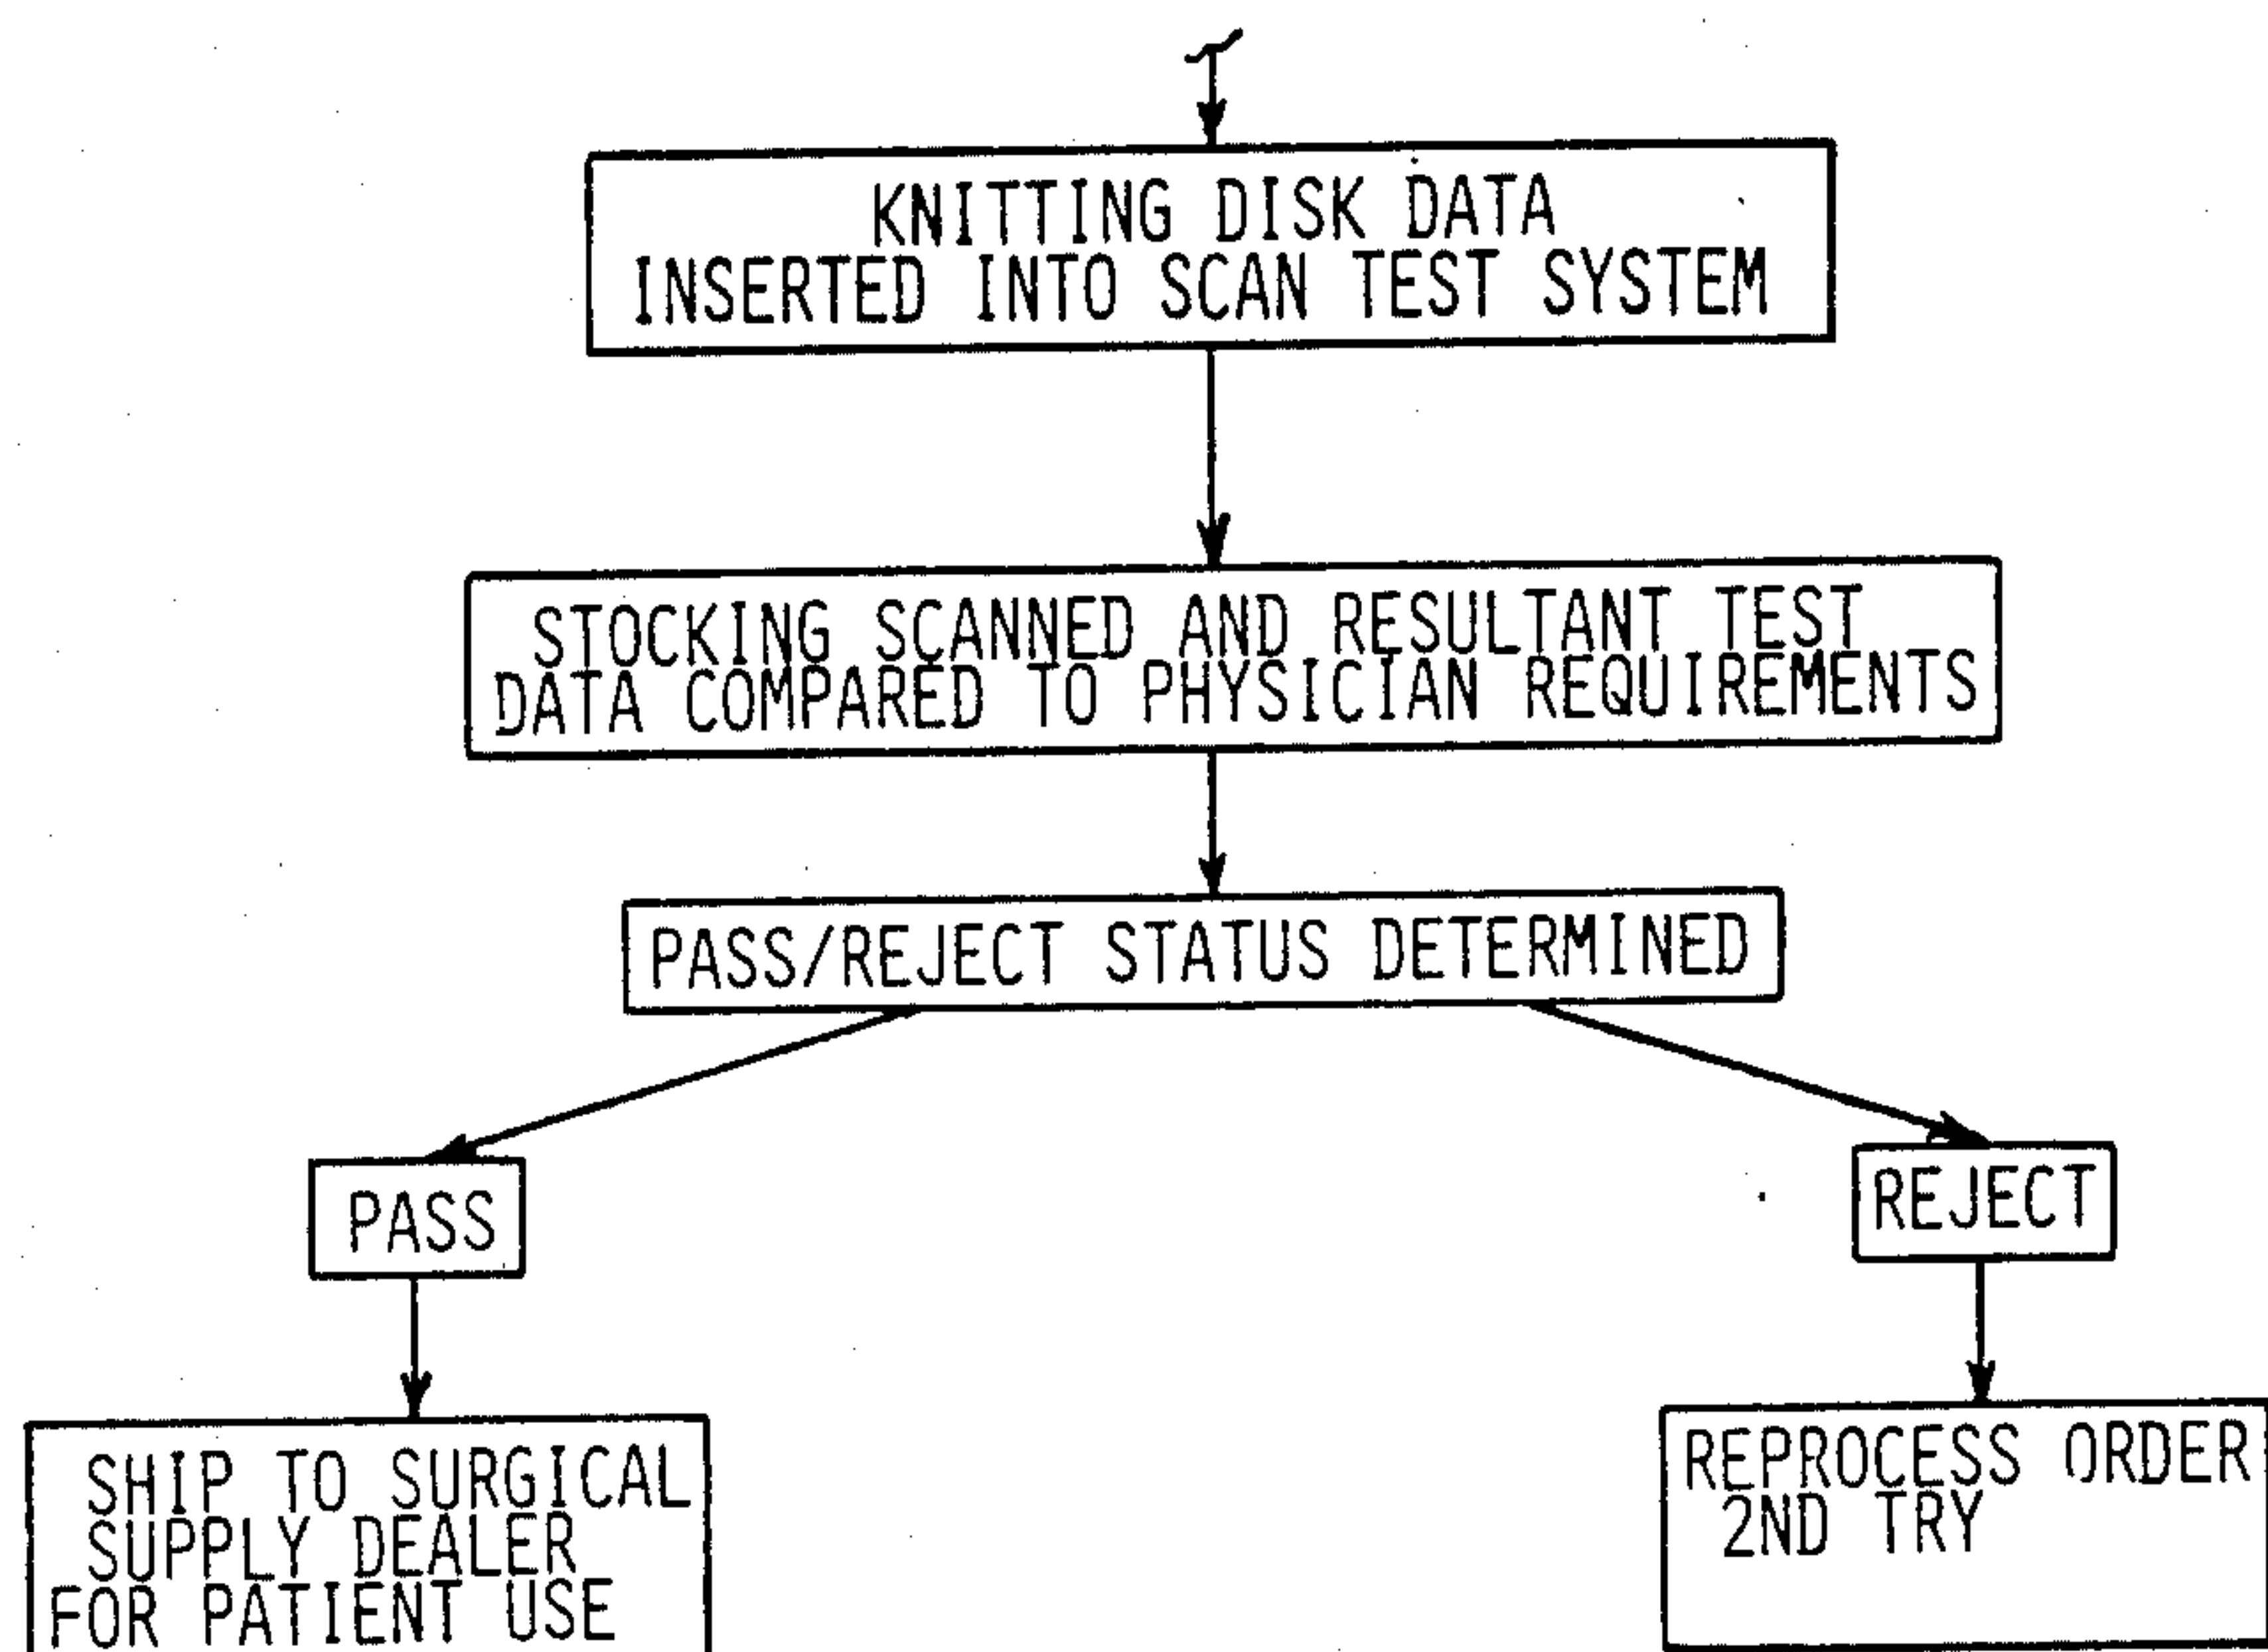 KNITTING DISK DATA
INSERTED INTO SCAN TEST SYSTEM
STOCKING SCANNED AND RESULTANT TEST
DATA COMPARED TO PHYSICIAN REQUIREMENTS
PASS/REJECT STATUS DETERMINED
PASS
REJECT
SHIP TO SURGICAL
SUPPLY DEALER
FOR PATIENT USE
REPROCESS ORDER
2ND TRY